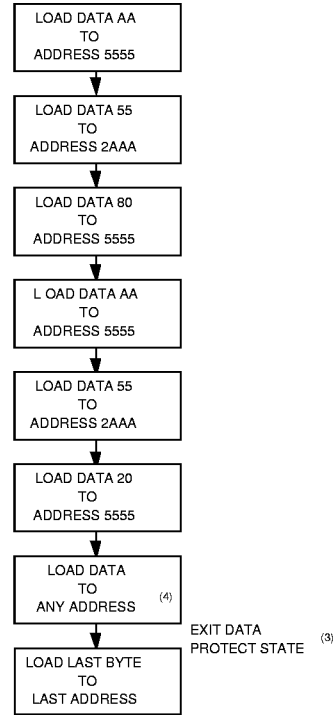 LOAD DATA AA
TO
ADDRESS 5555
LOAD DATA 55
TO
ADDRESS 2AAA
LOAD DATA 80
TO
ADDRESS 5555
L OAD DATA AA
TO
ADDRESS 5555
LOAD DATA 55
TO
ADDRESS 2AAA
LOAD DATA 20
TO
ADDRESS 5555
LOAD DATA
TO
ANY ADDRESS (4)
EXIT DATA
PROTECT STATE (3)
LOAD LAST BYTE
TO
LAST ADDRESS